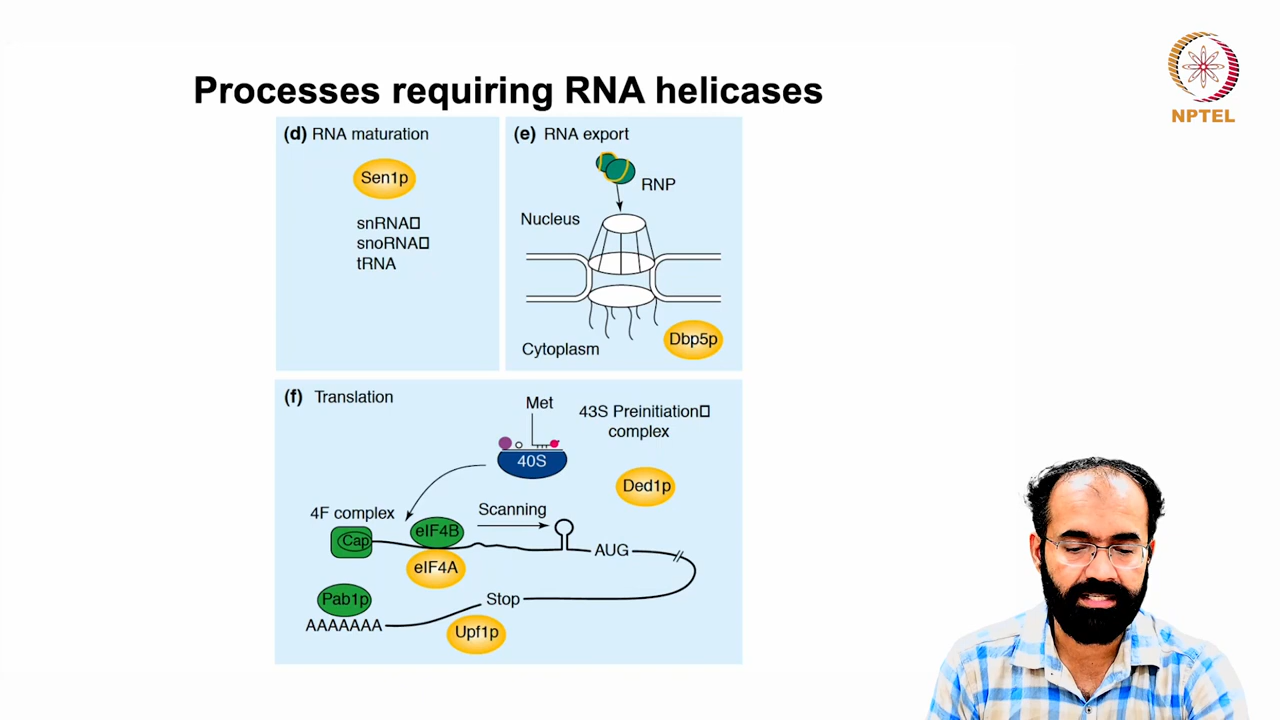 Processes requiring RNA helicases
NPTEL
(d) RNA maturation
Sen1p
snRNA
snoRNA
tRNA
(e) RNA export
RNP
Nucleus
Cytoplasm
Dbp5p
(f) Translation
Met
43S Preinitiation
complex
40S
Ded1p
4F complex
Scanning
Cap
eIF4B
AUG
eIF4A
Pab1p
Stop
AAAAAAA
Upf1p